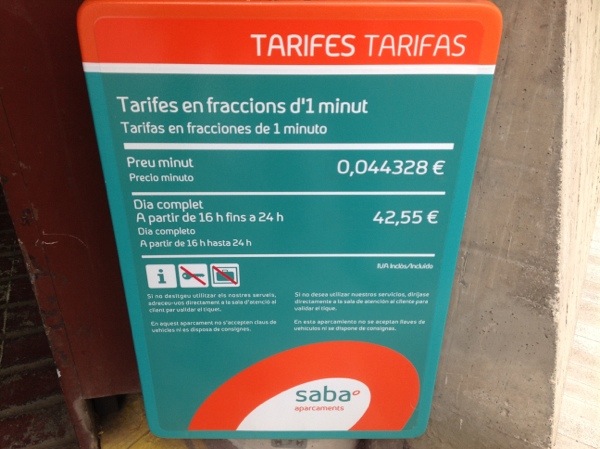 TARIFES TARIFAS
Tarifes en fraccions d'1 minut
Tarifas en fracciones de 1 minuto
Preu minut
Precio minuto
0,044328 €
Dia complet
A partir de 16 h fins a 24 h
Dia completo
A partir de 16 h hasta 24 h
42,55 €
IVA inclòs/incluido
i
Si no desitgeu utilitzar els nostres serveis,
adreceu-vos directament a la sala d'atenció al
client per validar el tiquet.
En aquest aparcament no s'accepten claus de
vehicles ni es disposa de consignes.
Si no desea utilizar nuestros servicios, diríjase
directamente a la sala de atención al cliente para
validar el tique.
En este aparcamiento no se aceptan llaves de
vehículos ni se dispone de consignas.
saba
aparcaments